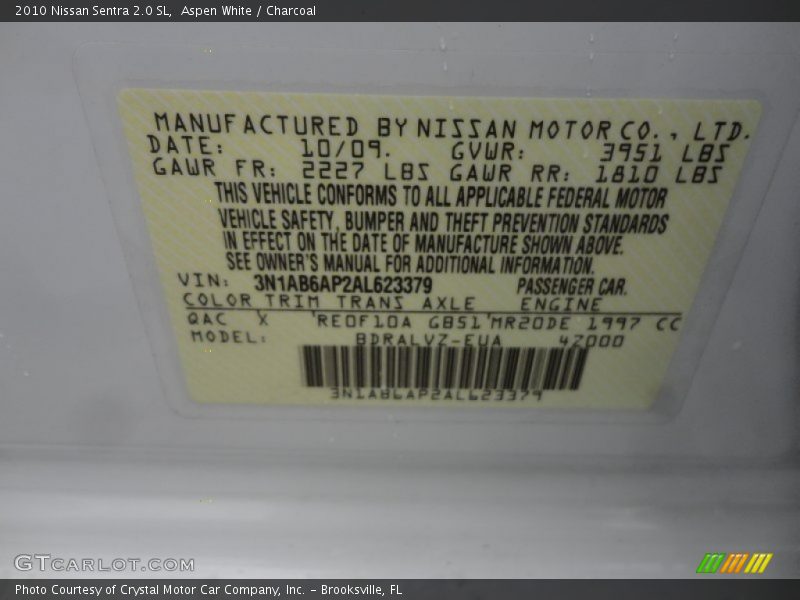 2010 Nissan Sentra 2.0 SL, Aspen White / Charcoal
MANUFACTURED BY NISSAN MOTOR CO., LTD.
DATE: 10/09. GVWR: 3951 LBS
GAWR FR: 2227 LBS GAWR RR: 1810 LBS
THIS VEHICLE CONFORMS TO ALL APPLICABLE FEDERAL MOTOR
VEHICLE SAFETY, BUMPER AND THEFT PREVENTION STANDARDS
IN EFFECT ON THE DATE OF MANUFACTURE SHOWN ABOVE.
SEE OWNER'S MANUAL FOR ADDITIONAL INFORMATION.
VIN: 3N1AB6AP2AL623379 PASSENGER CAR.
COLOR TRIM TRANS AXLE ENGINE
QAC X 'RE0F10A GB51'MR20DE 1997 CC
MODEL: BDRALVZ-EUA 4Z000
3N1AB6AP2AL623379
GTCARLOT.COM
Photo Courtesy of Crystal Motor Car Company, Inc. – Brooksville, FL